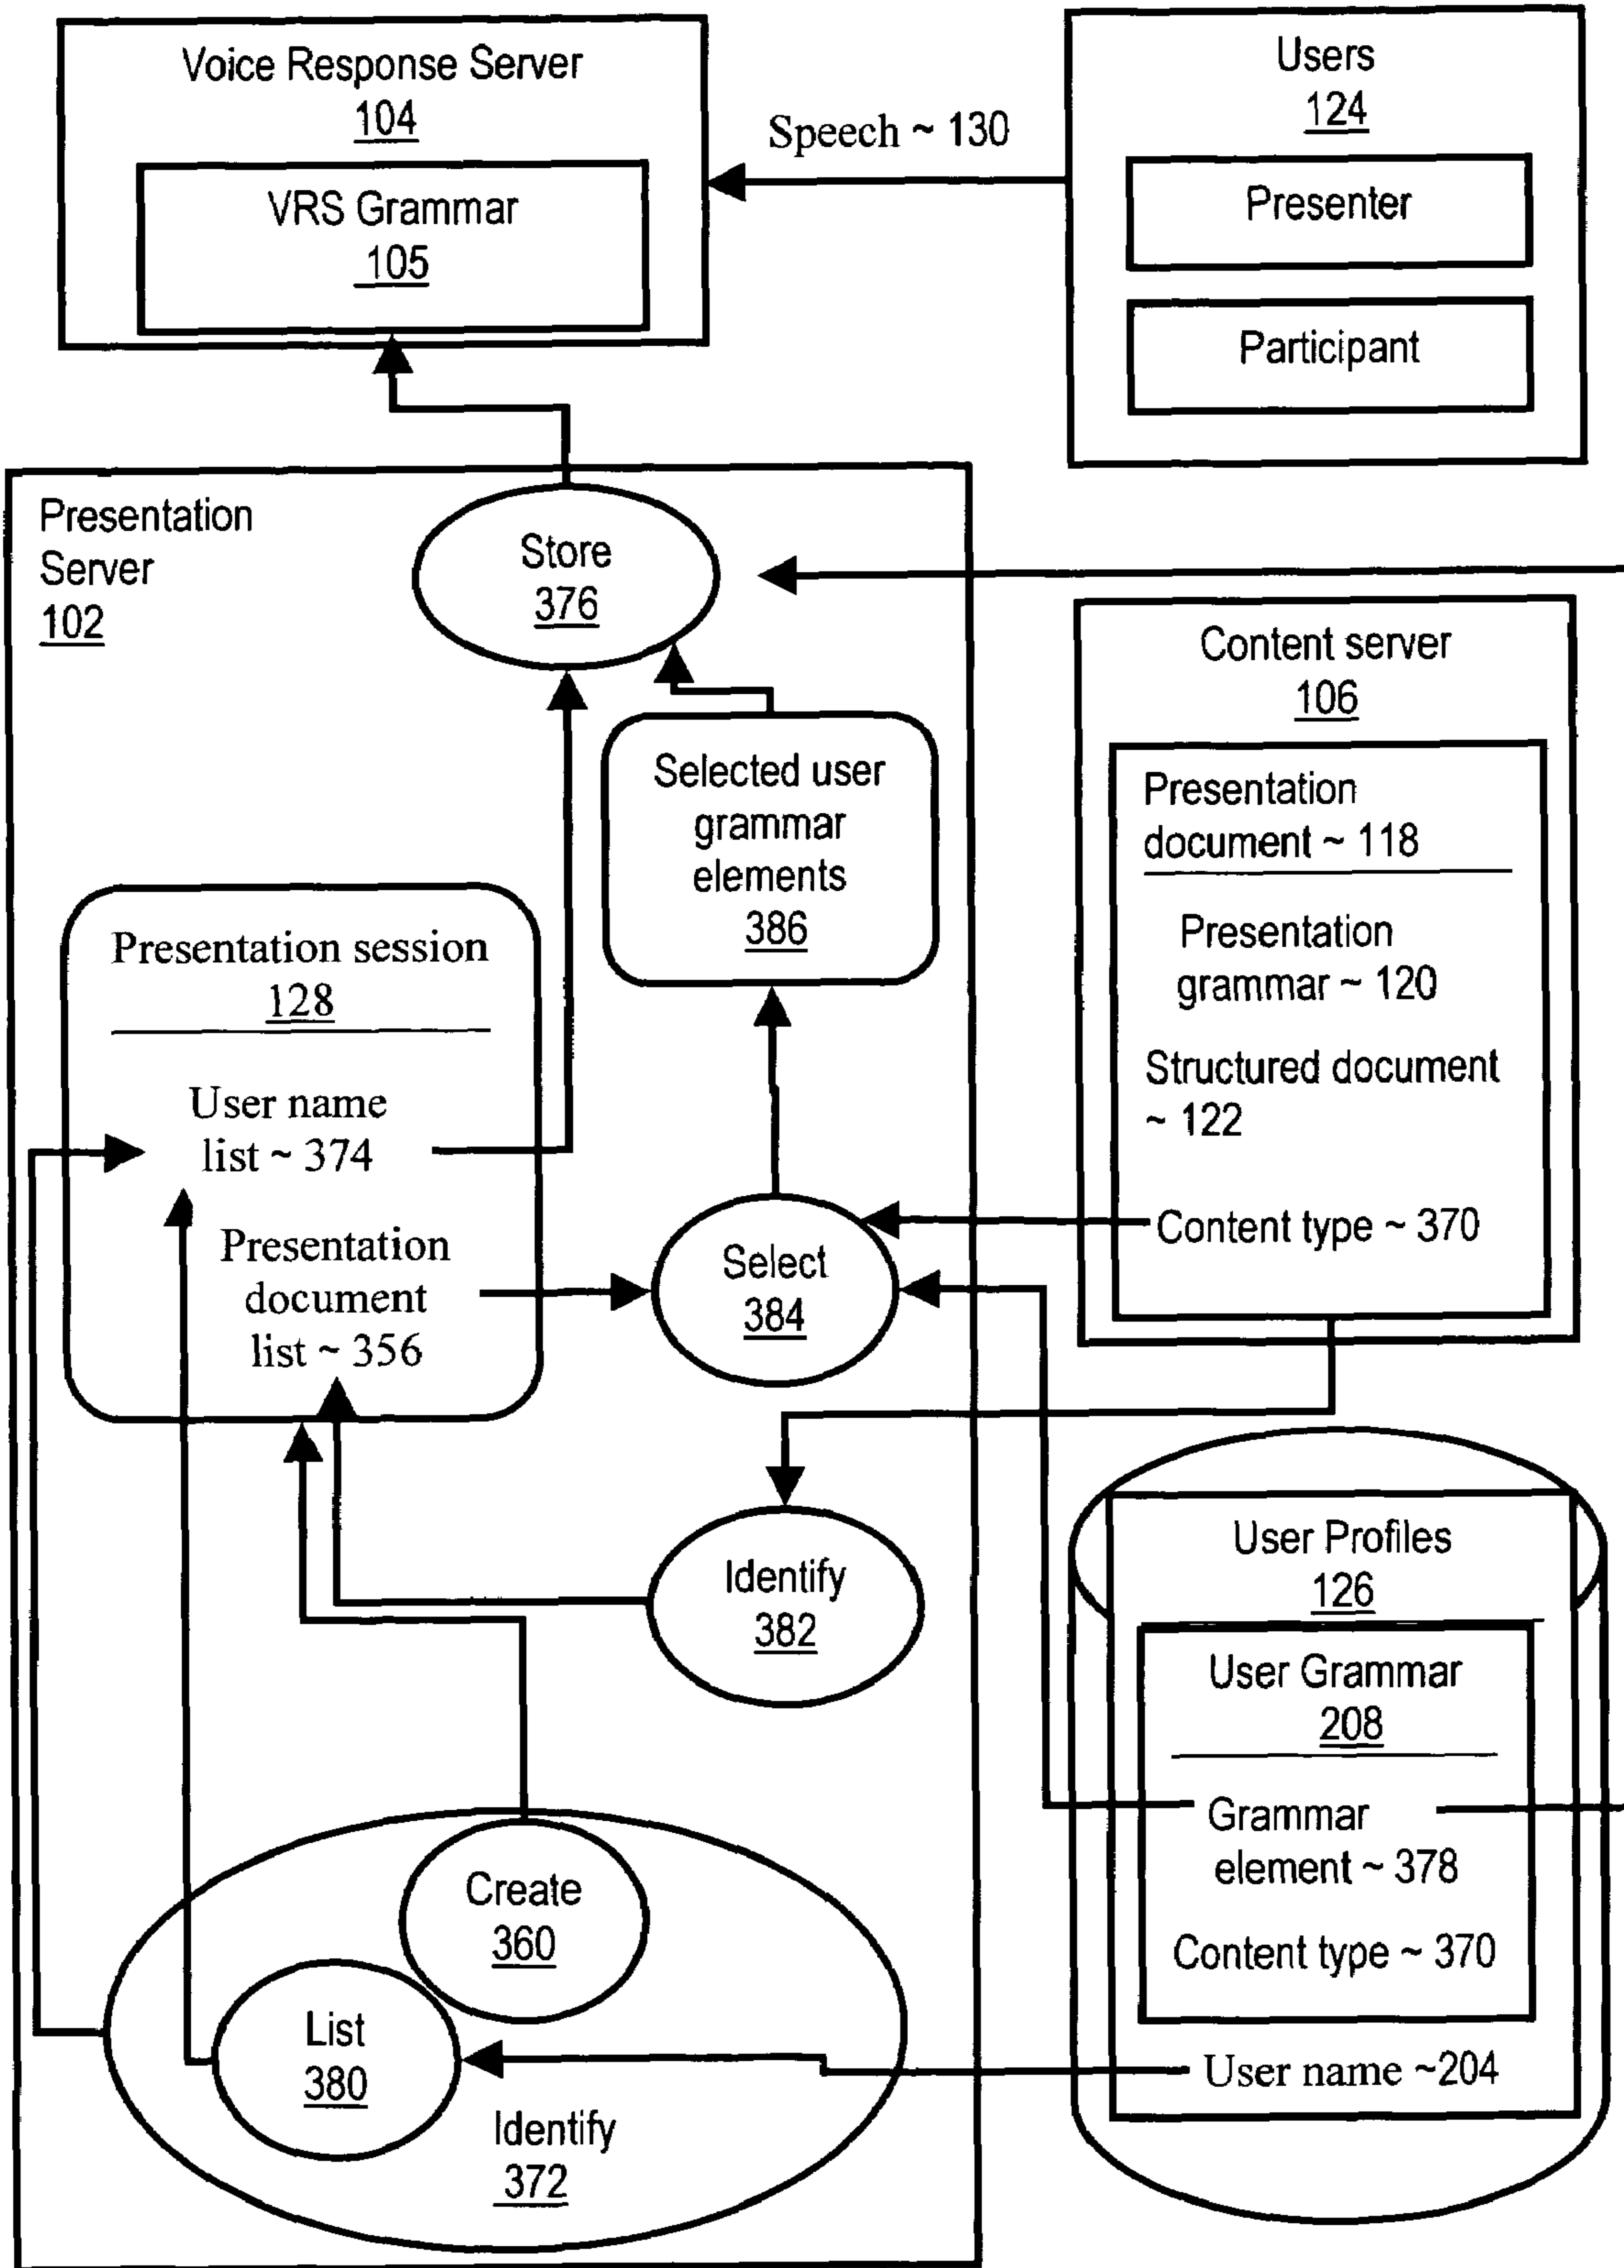 Voice Response Server
104
VRS Grammar
105
Speech ~ 130
Users
124
Presenter
Participant
Presentation
Server
102
Store
376
Selected user
grammar
elements
386
Presentation session
128
User name
list ~ 374
Presentation
document
list ~ 356
Select
384
Identify
382
Create
360
List
380
Identify
372
Content server
106
Presentation
document ~ 118
Presentation
grammar ~ 120
Structured document
~ 122
Content type ~ 370
User Profiles
126
User Grammar
208
Grammar
element ~ 378
Content type ~ 370
User name ~204